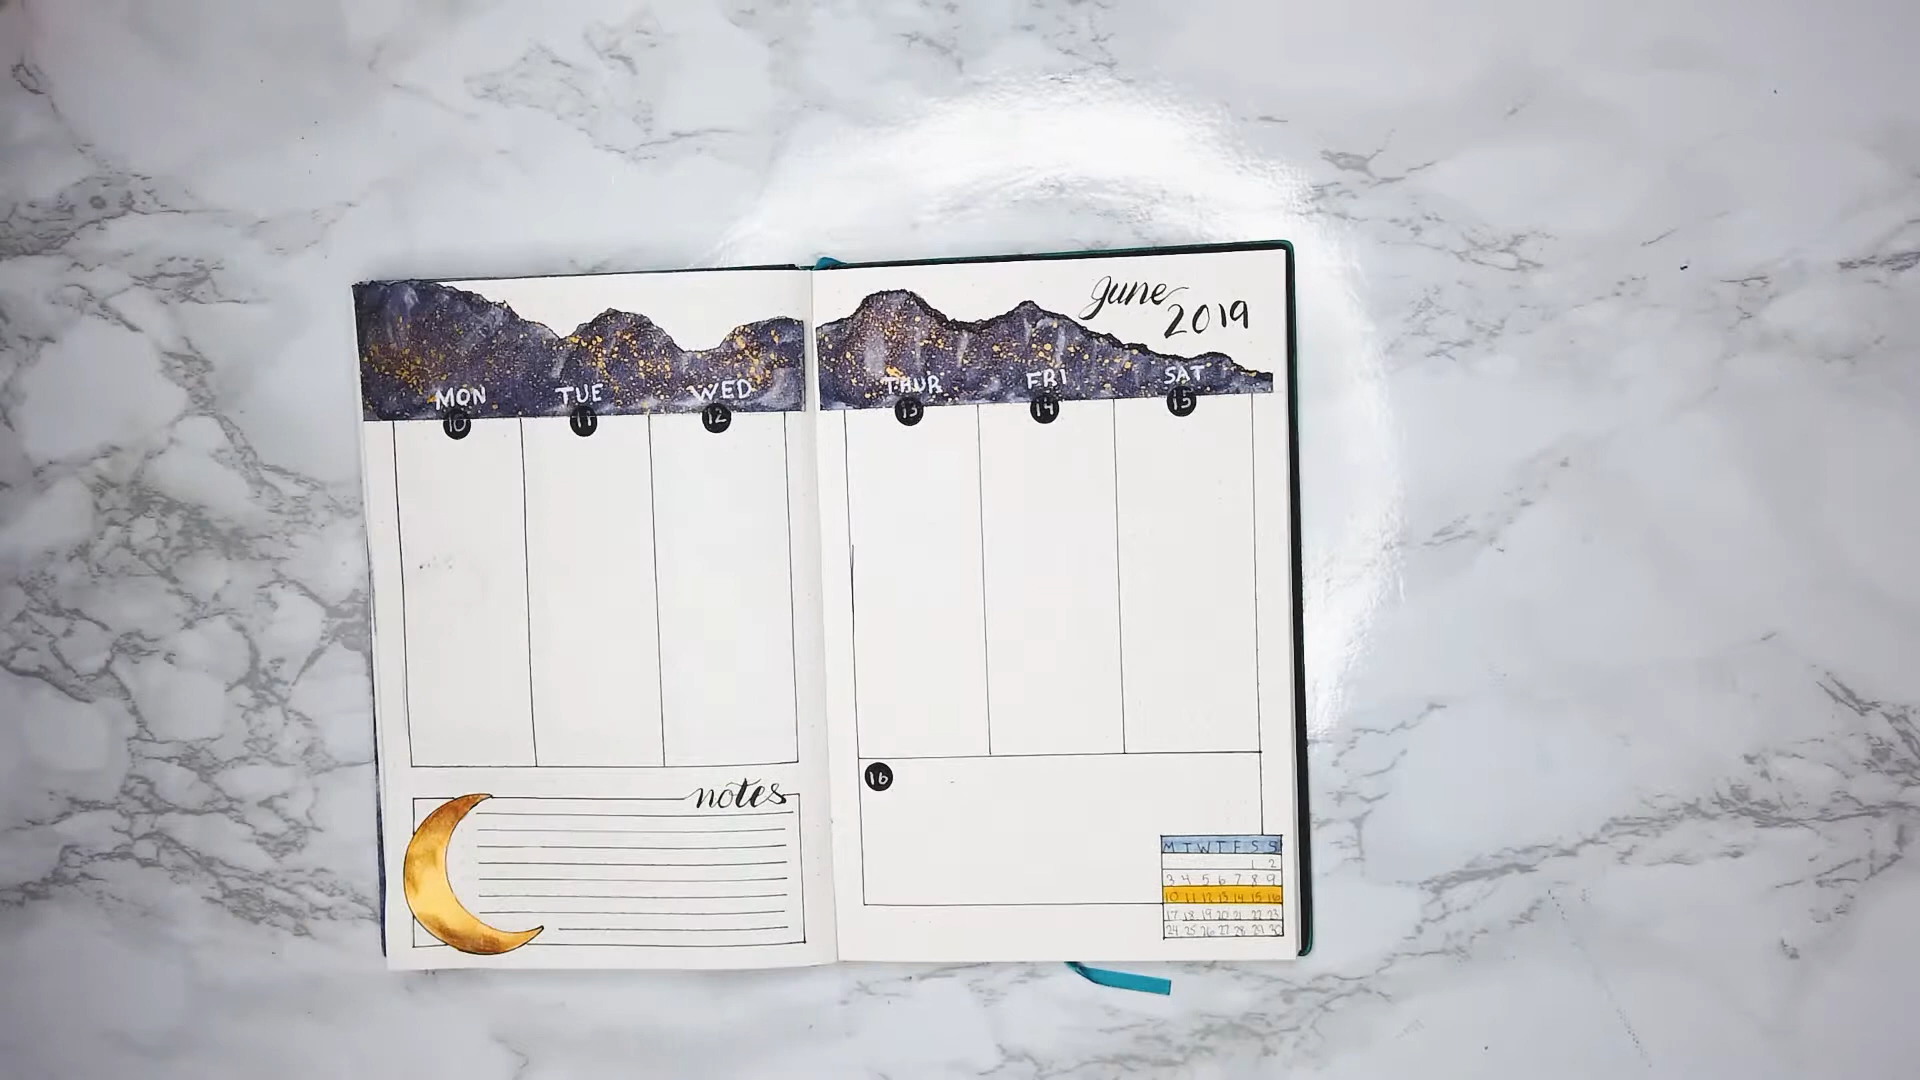 June
2019
MON TUE WED THUR FRI SAT
10 11 12 13 14 15
16
notes
M T W T F S S
1 2
3 4 5 6 7 8 9
10 11 12 13 14 15 16
17 18 19 20 21 22 23
24 25 26 27 28 29 30